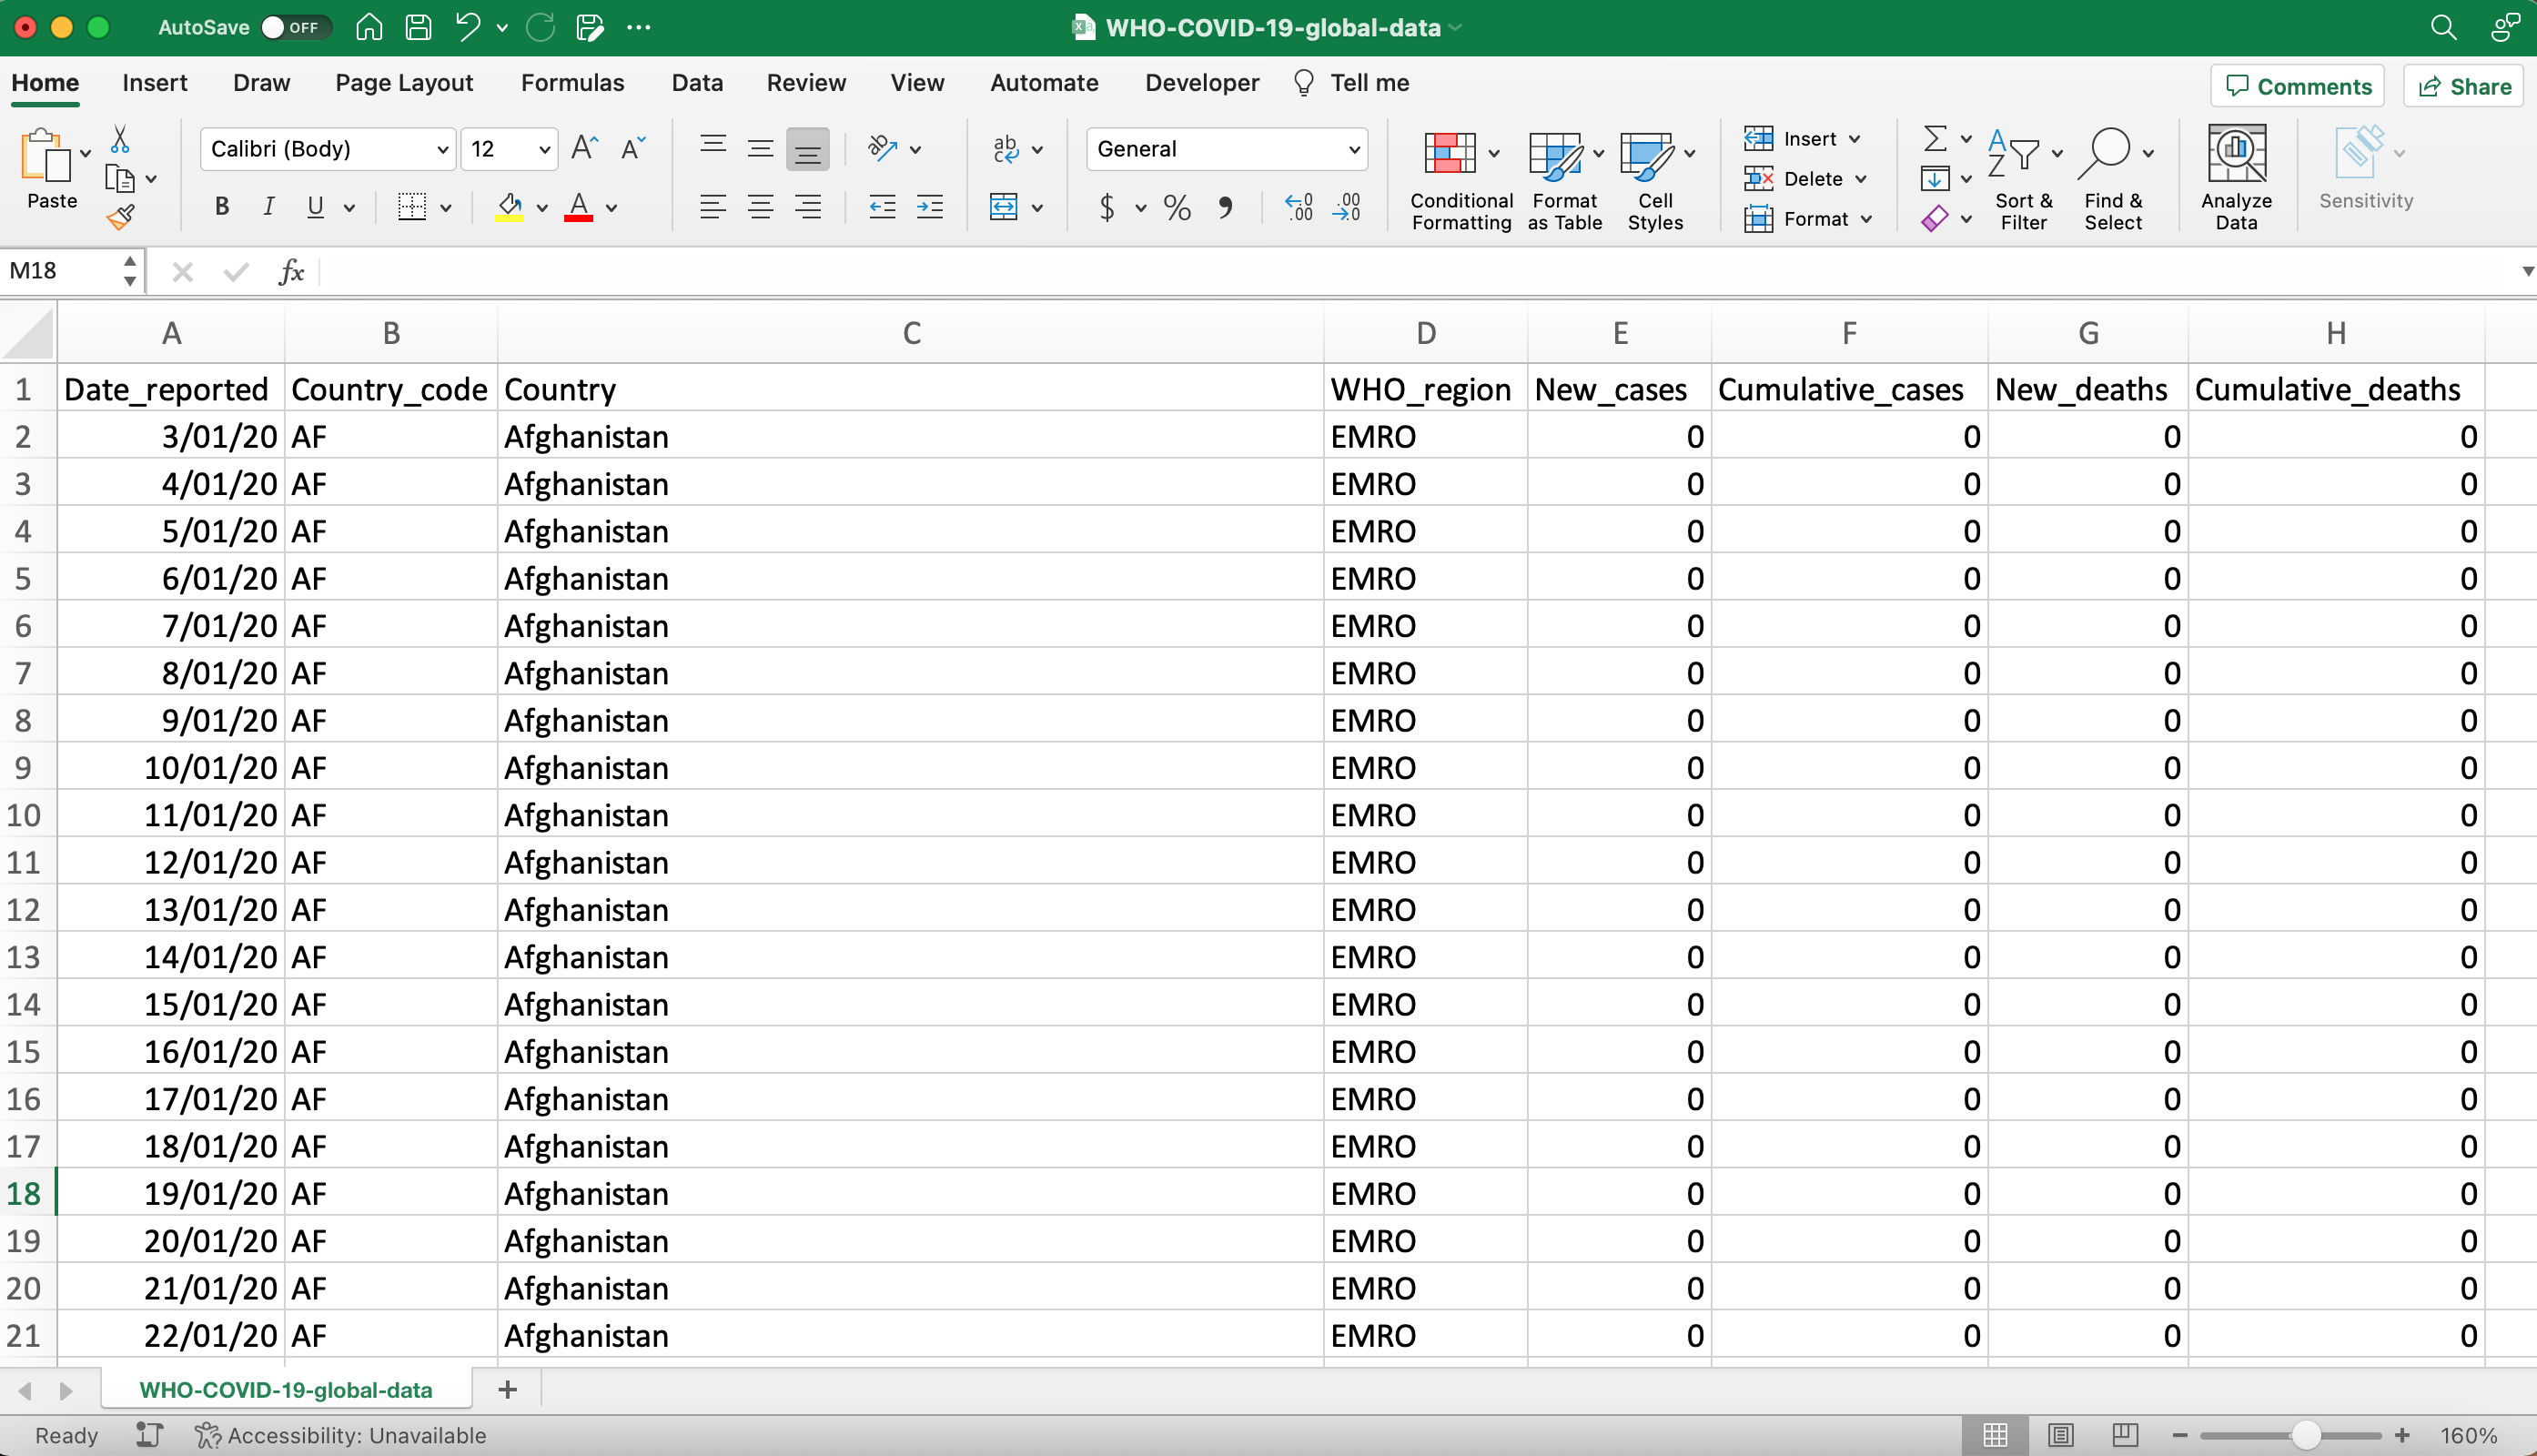 AutoSave OFF WHO-COVID-19-global-data
Home Insert Draw Page Layout Formulas Data Review View Automate Developer Tell me Comments Share
Paste Calibri (Body) 12 General Conditional Formatting Format as Table Cell Styles Insert Delete Format Sort & Filter Find & Select Analyze Data Sensitivity
M18 fx
A B C D E F G H
1 Date_reported Country_code Country WHO_region New_cases Cumulative_cases New_deaths Cumulative_deaths
2 3/01/20 AF Afghanistan EMRO 0 0 0 0
3 4/01/20 AF Afghanistan EMRO 0 0 0 0
4 5/01/20 AF Afghanistan EMRO 0 0 0 0
5 6/01/20 AF Afghanistan EMRO 0 0 0 0
6 7/01/20 AF Afghanistan EMRO 0 0 0 0
7 8/01/20 AF Afghanistan EMRO 0 0 0 0
8 9/01/20 AF Afghanistan EMRO 0 0 0 0
9 10/01/20 AF Afghanistan EMRO 0 0 0 0
10 11/01/20 AF Afghanistan EMRO 0 0 0 0
11 12/01/20 AF Afghanistan EMRO 0 0 0 0
12 13/01/20 AF Afghanistan EMRO 0 0 0 0
13 14/01/20 AF Afghanistan EMRO 0 0 0 0
14 15/01/20 AF Afghanistan EMRO 0 0 0 0
15 16/01/20 AF Afghanistan EMRO 0 0 0 0
16 17/01/20 AF Afghanistan EMRO 0 0 0 0
17 18/01/20 AF Afghanistan EMRO 0 0 0 0
18 19/01/20 AF Afghanistan EMRO 0 0 0 0
19 20/01/20 AF Afghanistan EMRO 0 0 0 0
20 21/01/20 AF Afghanistan EMRO 0 0 0 0
21 22/01/20 AF Afghanistan EMRO 0 0 0 0
WHO-COVID-19-global-data +
Ready Accessibility: Unavailable 160%